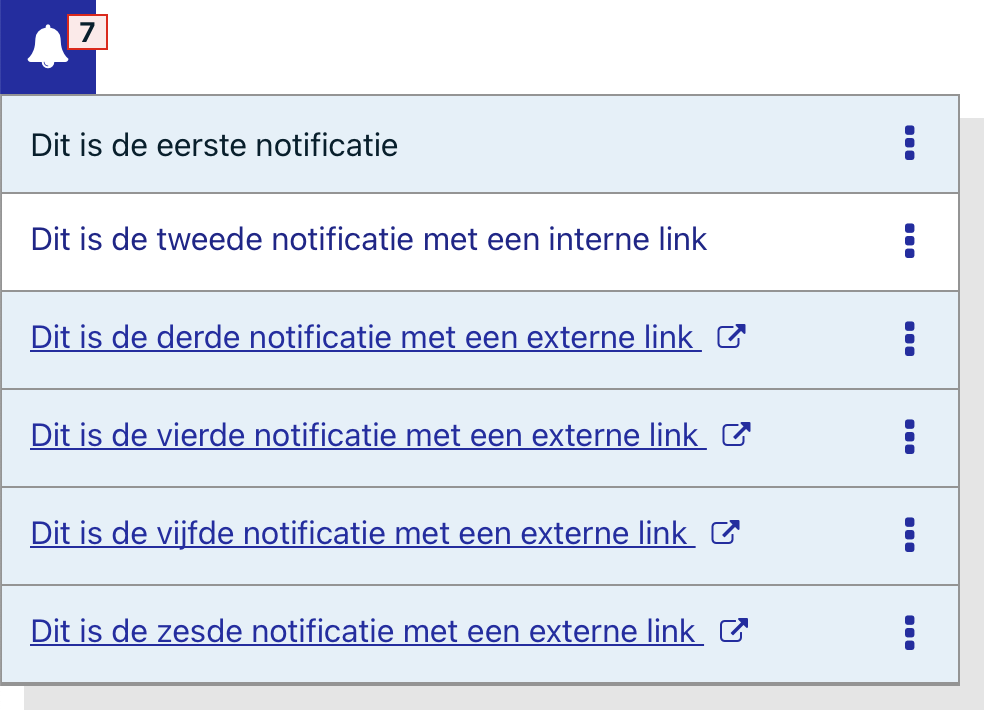 7
Dit is de eerste notificatie
Dit is de tweede notificatie met een interne link
Dit is de derde notificatie met een externe link
Dit is de vierde notificatie met een externe link
Dit is de vijfde notificatie met een externe link
Dit is de zesde notificatie met een externe link